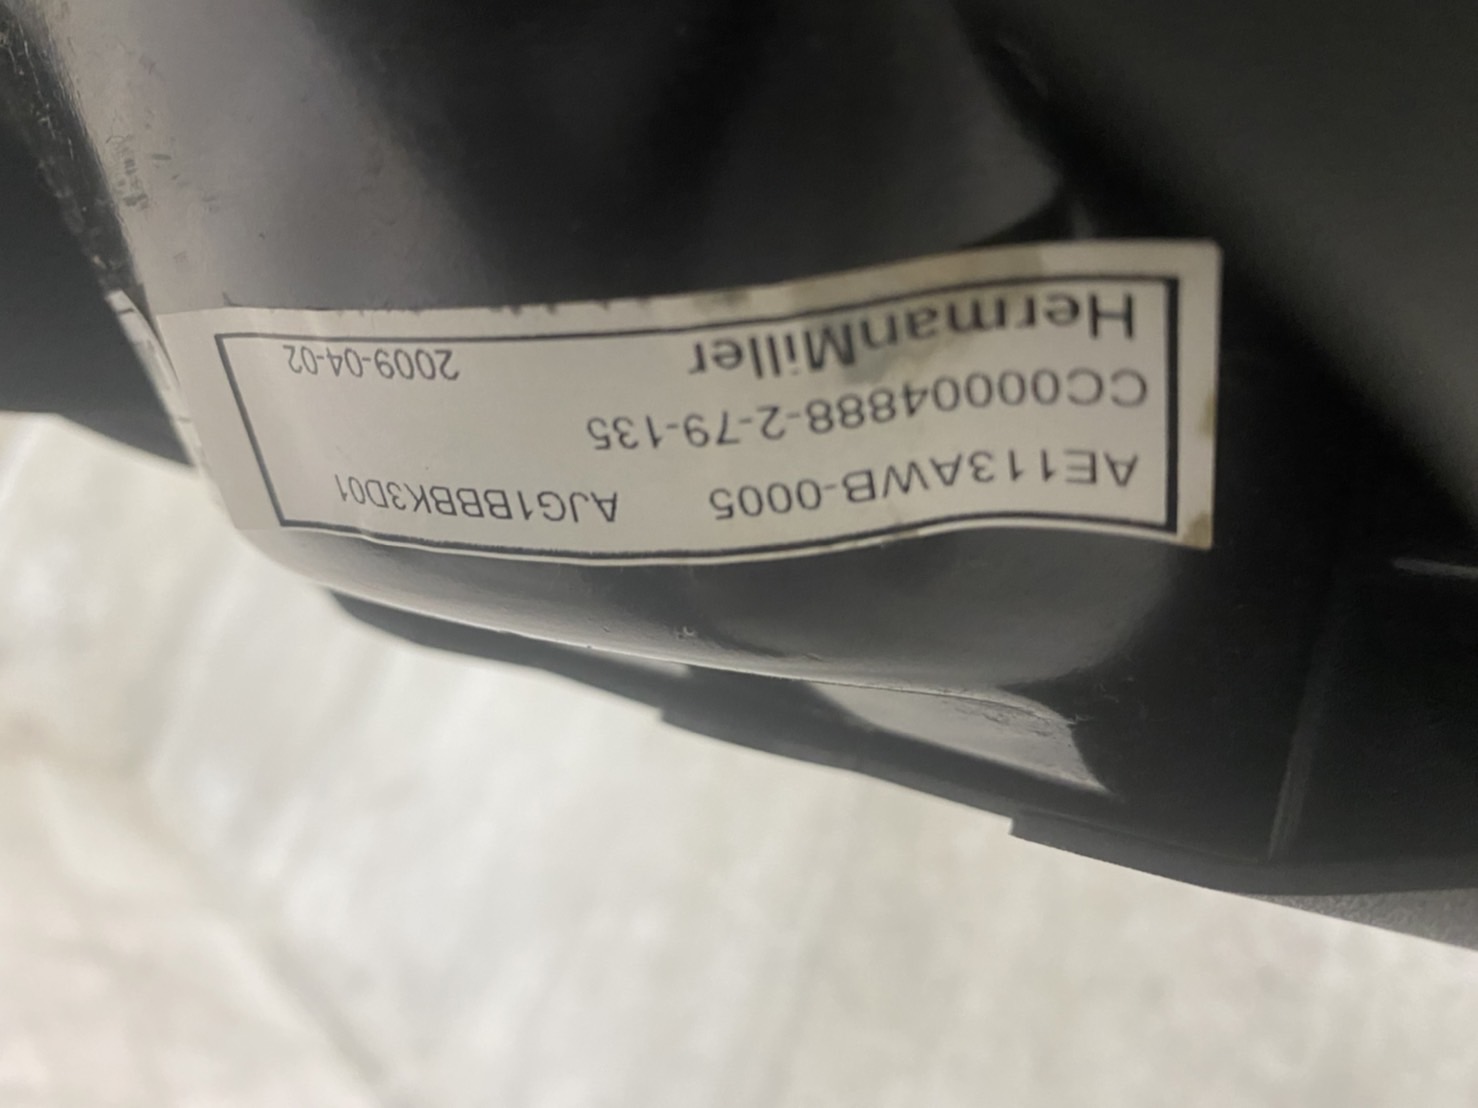 HermanMiller 2009-04-02
CC00004888-2-79-135
AE113AWB-0005 AJG1BBBK3D01